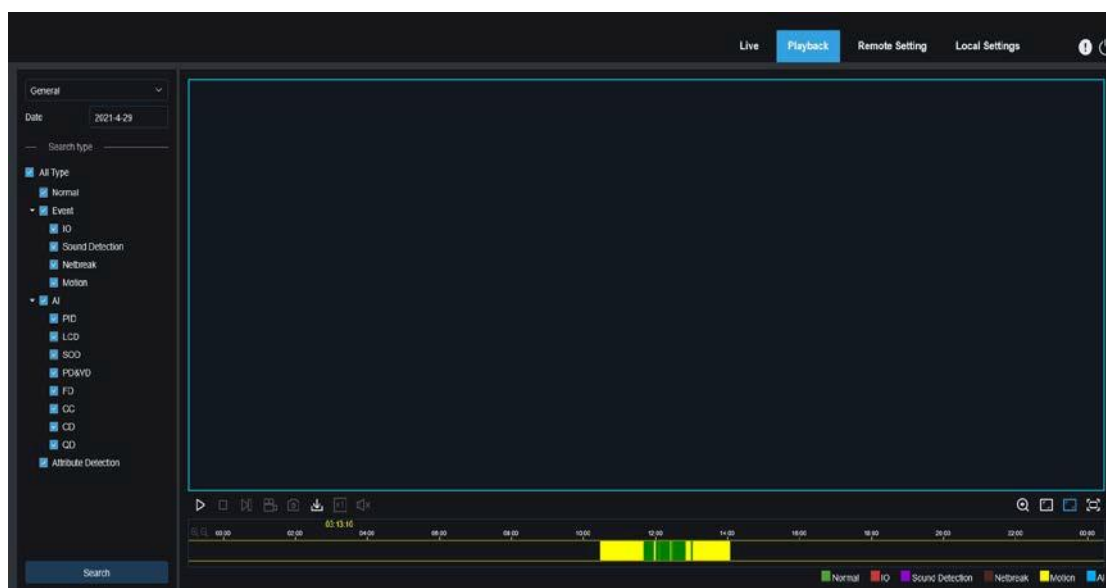 Live Playback Remote Setting Local Settings
General
Date 2021-4-29
Search type
All Type
Normal
Event
IO
Sound Detection
Netbreak
Motion
AI
PID
LCD
SOD
PD&VD
FD
CC
CD
QD
Attribute Detection
Search
03:13:16
00:00 02:00 04:00 06:00 08:00 10:00 12:00 14:00 16:00 18:00 20:00 22:00 00:00
Normal IO Sound Detection Netbreak Motion AI